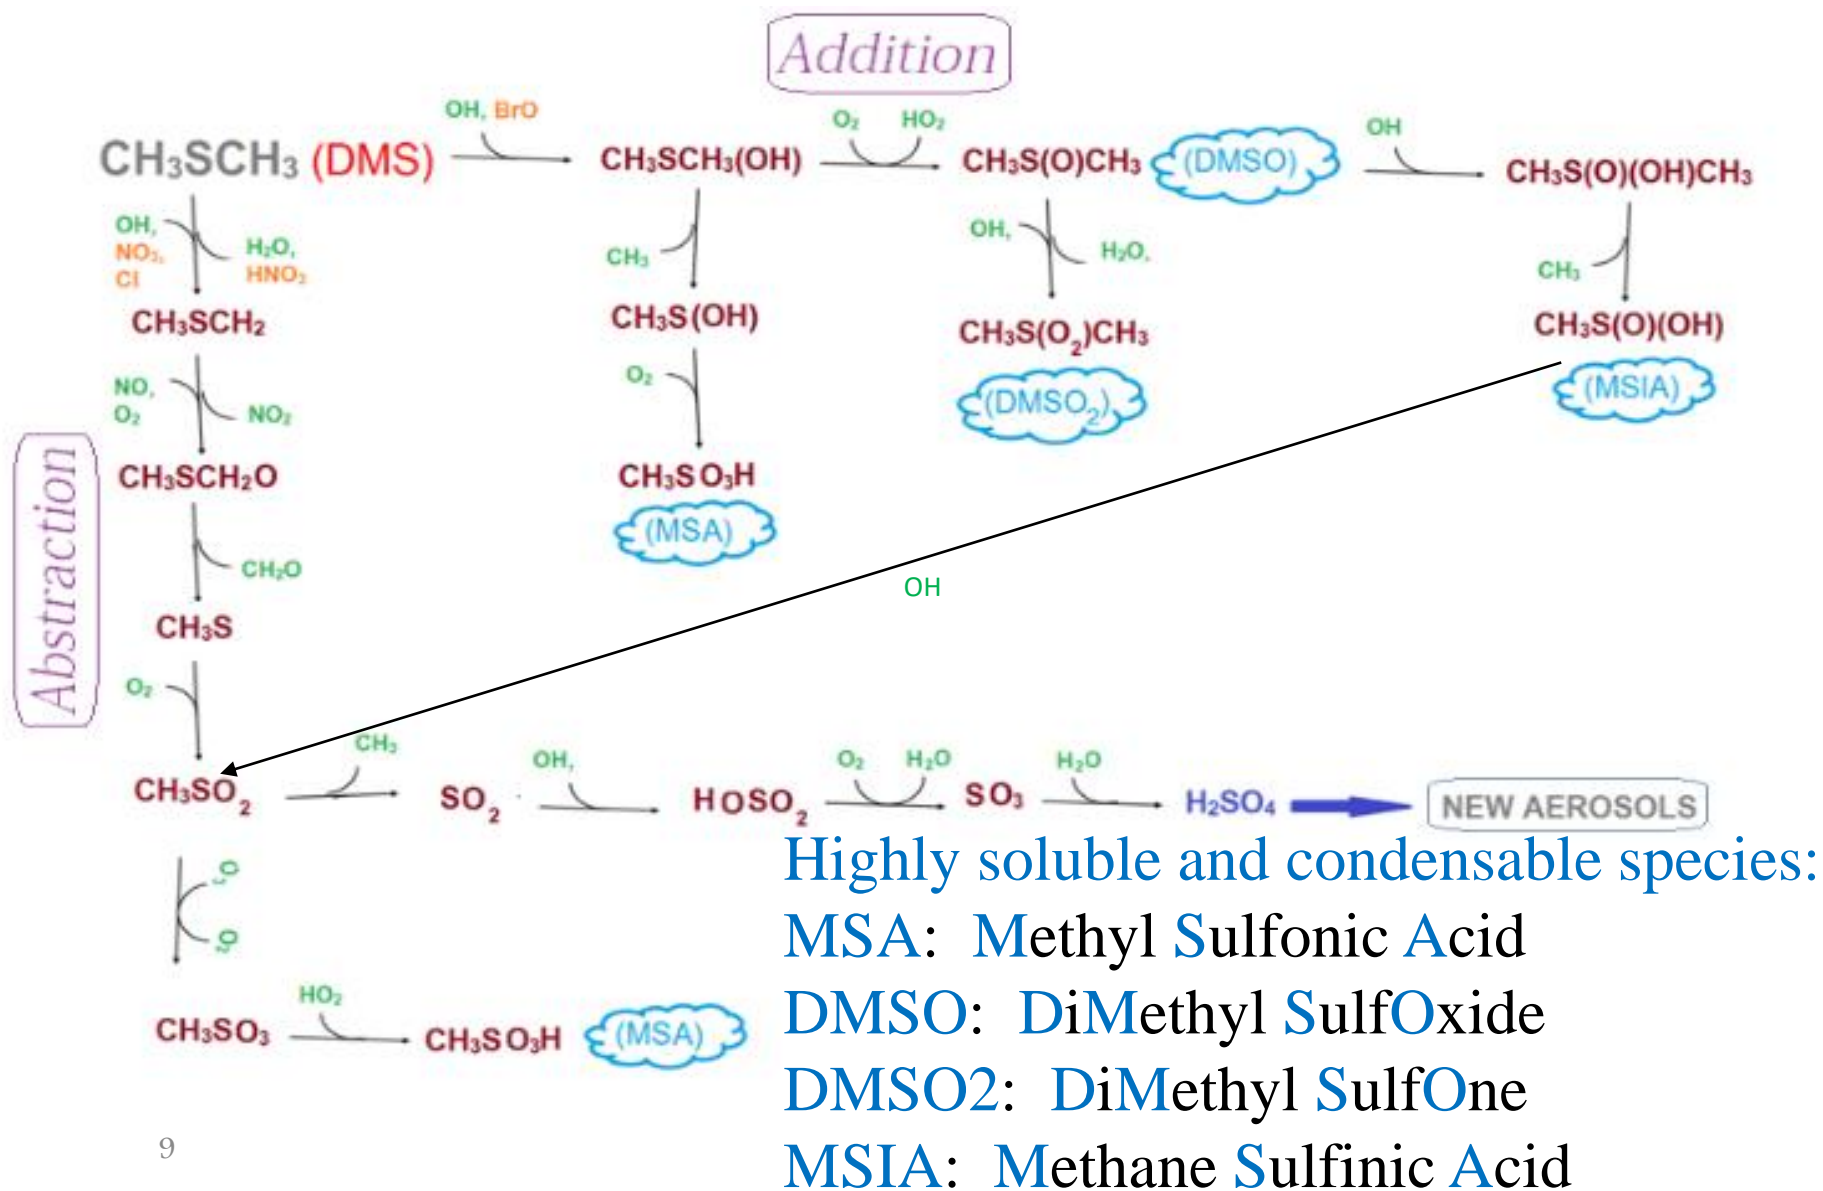 Addition
OH, BrO
O₂ HO₂
OH
CH₃SCH₃ (DMS)
CH₃SCH₃(OH)
CH₃S(O)CH₃ (DMSO)
CH₃S(O)(OH)CH₃
OH,
NO₃,
Cl
H₂O,
HNO₃
CH₃
OH,
H₂O,
CH₃
CH₃SCH₂
CH₃S(OH)
CH₃S(O₂)CH₃
(DMSO₂)
CH₃S(O)(OH)
(MSIA)
NO,
O₂
NO₂
O₂
Abstraction
CH₃SCH₂O
CH₃SO₃H
(MSA)
CH₂O
OH
CH₃S
O₂
CH₃
OH,
O₂ H₂O
H₂O
CH₃SO₂
SO₂
HOSO₂
SO₃
H₂SO₄
NEW AEROSOLS
O₃
O₂
HO₂
CH₃SO₃
CH₃SO₃H (MSA)
Highly soluble and condensable species:
MSA: Methyl Sulfonic Acid
DMSO: DiMethyl SulfOxide
DMSO2: DiMethyl SulfOne
MSIA: Methane Sulfinic Acid
9